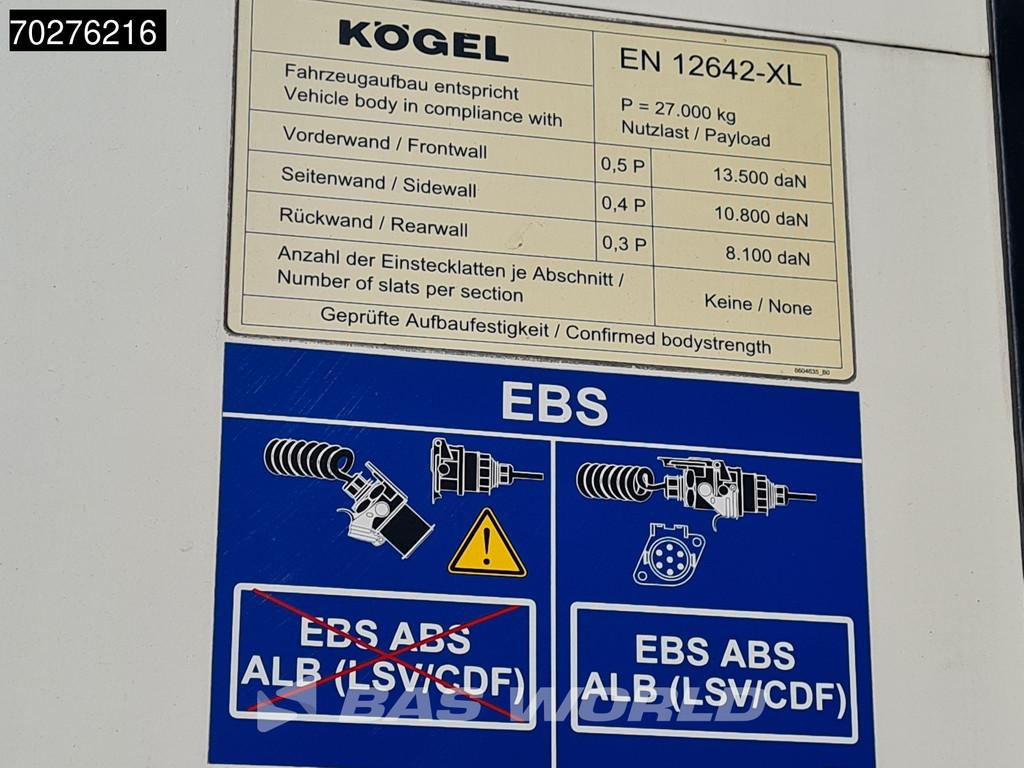 70276216
KÖGEL
EN 12642-XL
Fahrzeugaufbau entspricht
Vehicle body in compliance with
P = 27.000 kg
Nutzlast / Payload
Vorderwand / Frontwall 0,5 P 13.500 daN
Seitenwand / Sidewall 0,4 P 10.800 daN
Rückwand / Rearwall 0,3 P 8.100 daN
Anzahl der Einstecklatten je Abschnitt /
Number of slats per section
Keine / None
Geprüfte Aufbaufestigkeit / Confirmed bodystrength
0604635_B0
EBS
EBS ABS
ALB (LSV/CDF)
EBS ABS
ALB (LSV/CDF)
BAS WORLD